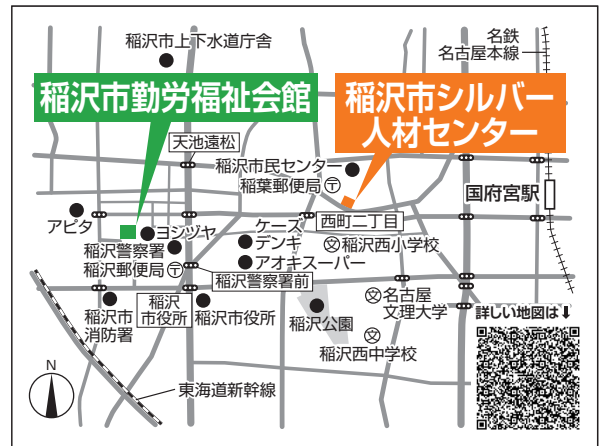 稲沢市上下水道庁舎
名鉄
名古屋本線
稲沢市勤労福祉会館
稲沢市シルバー
人材センター
天池遠松
稲沢市民センター
稲葉郵便局
国府宮駅
アピタ
ヨシヅヤ
ケーズ
デンキ
西町二丁目
稲沢西小学校
稲沢警察署
稲沢郵便局
アオキスーパー
稲沢警察署前
稲沢市
消防署
稲沢
市役所
稲沢市役所
稲沢公園
名古屋
文理大学
詳しい地図は⬇
稲沢西中学校
N
東海道新幹線